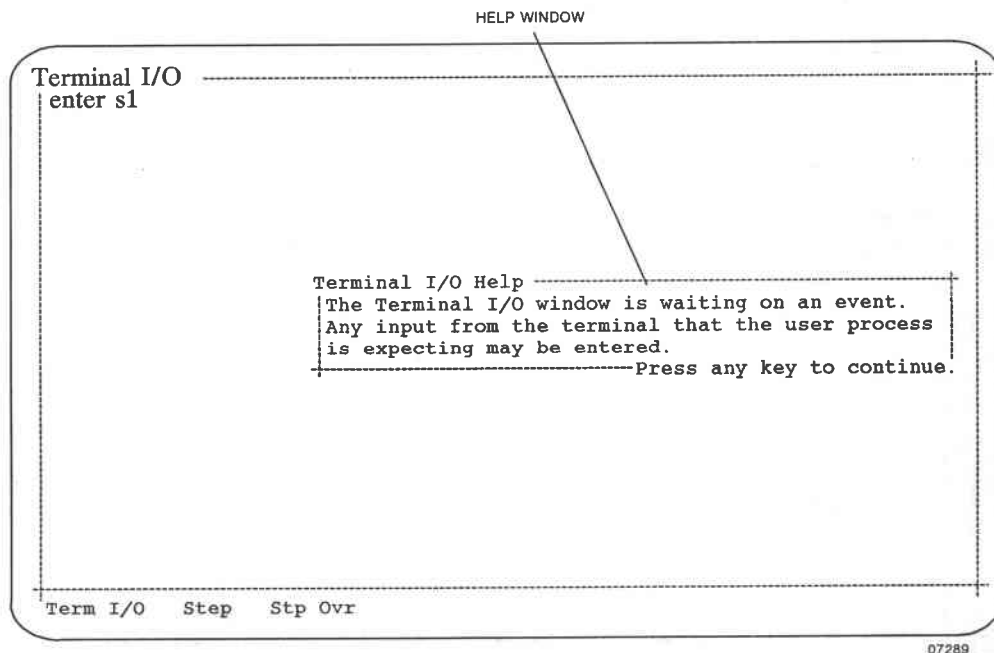 HELP WINDOW
Terminal I/O
enter s1
Terminal I/O Help
The Terminal I/O window is waiting on an event.
Any input from the terminal that the user process
is expecting may be entered.
Press any key to continue.
Term I/O Step Stp Ovr
07289